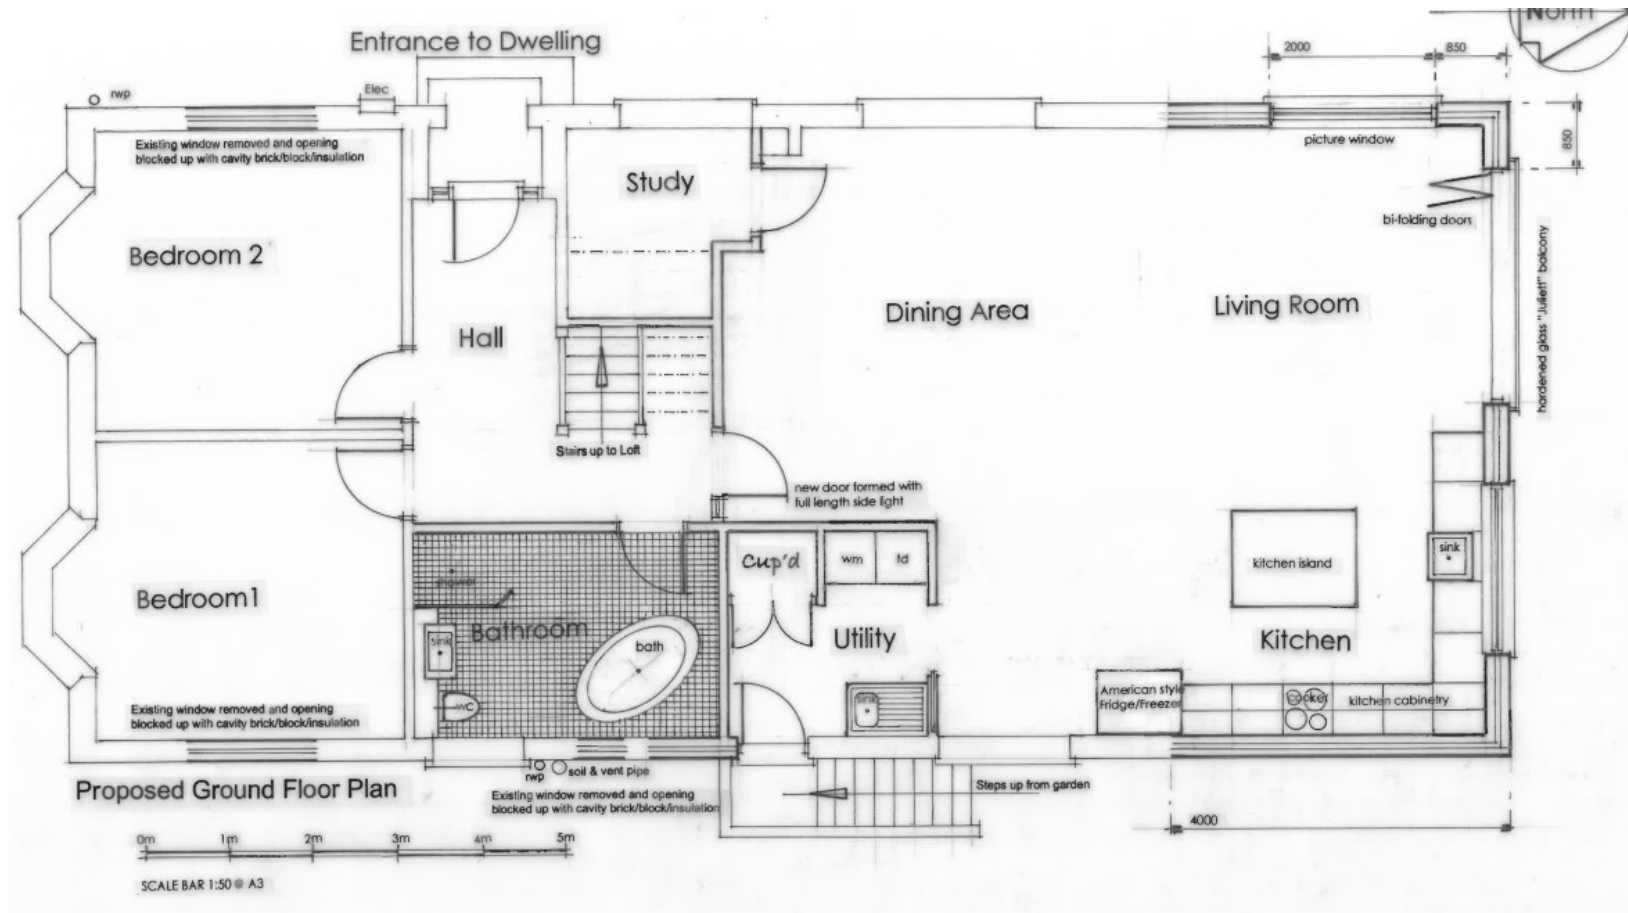 Entrance to Dwelling
North
2000
850
rwp
Elec
Existing window removed and opening
blocked up with cavity brick/block/insulation
picture window
850
Study
bi-folding doors
Bedroom 2
hardened glass "Juliett" balcony
Dining Area
Living Room
Hall
Stairs up to Loft
new door formed with
full length side light
Cup'd
wm
td
sink
kitchen island
shower
Bedroom1
Bathroom
sink
bath
Utility
Kitchen
WC
sink
American style
Fridge/Freezer
cooker
kitchen cabinetry
Existing window removed and opening
blocked up with cavity brick/block/insulation
rwp
soil & vent pipe
Steps up from garden
Proposed Ground Floor Plan
Existing window removed and opening
blocked up with cavity brick/block/insulation
4000
0m
1m
2m
3m
4m
5m
SCALE BAR 1:50@ A3